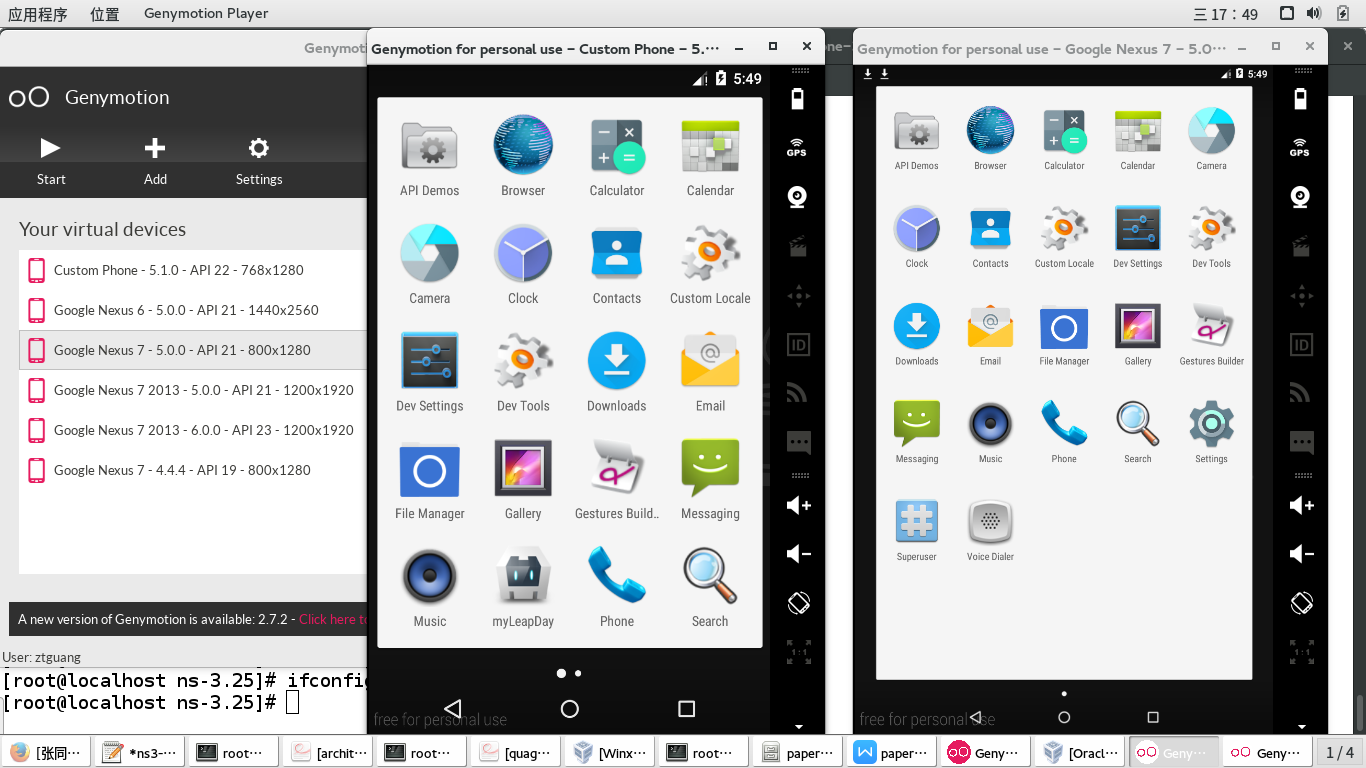 应用程序 位置 Genymotion Player 三 17：49
Genymot
Genymotion for personal use – Custom Phone – 5.…
one-
Genymotion for personal use – Google Nexus 7 – 5.0…
Genymotion
Start Add Settings
Your virtual devices
Custom Phone - 5.1.0 - API 22 - 768x1280
Google Nexus 6 - 5.0.0 - API 21 - 1440x2560
Google Nexus 7 - 5.0.0 - API 21 - 800x1280
Google Nexus 7 2013 - 5.0.0 - API 21 - 1200x1920
Google Nexus 7 2013 - 6.0.0 - API 23 - 1200x1920
Google Nexus 7 - 4.4.4 - API 19 - 800x1280
A new version of Genymotion is available: 2.7.2 - Click here to
User: ztguang
[root@localhost ns-3.25]# ifconfig
[root@localhost ns-3.25]#
5:49
API Demos Browser Calculator Calendar
Camera Clock Contacts Custom Locale
Dev Settings Dev Tools Downloads Email
File Manager Gallery Gestures Build.. Messaging
Music myLeapDay Phone Search
free for personal use
GPS
ID
1:1
5:49
API Demos Browser Calculator Calendar Camera
Clock Contacts Custom Locale Dev Settings Dev Tools
Downloads Email File Manager Gallery Gestures Builder
Messaging Music Phone Search Settings
Superuser Voice Dialer
free for personal use
GPS
ID
1:1
[张同… *ns3-… root… [archit… root… [quag… [Winx… root… paper… paper… Geny… [Oracl… Geny… Geny… 1 / 4